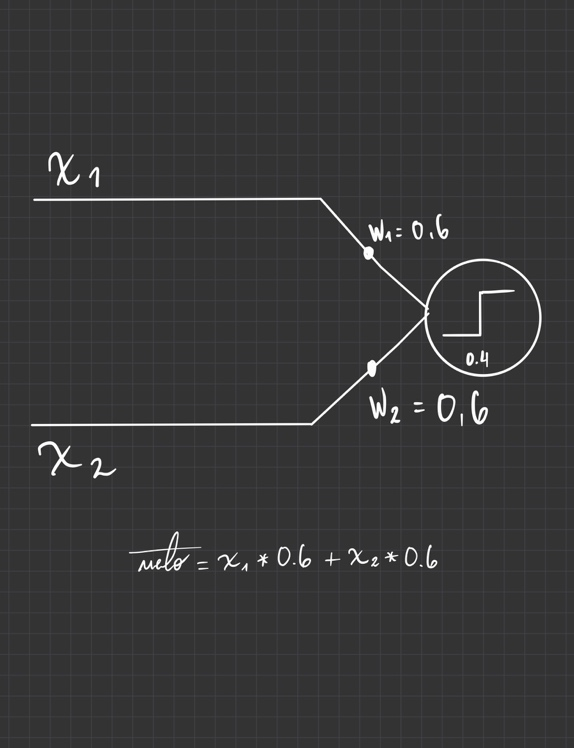 x₁
W₁ = 0.6
0.4
W₂ = 0,6
x₂
= x₁ * 0.6 + x₂ * 0.6